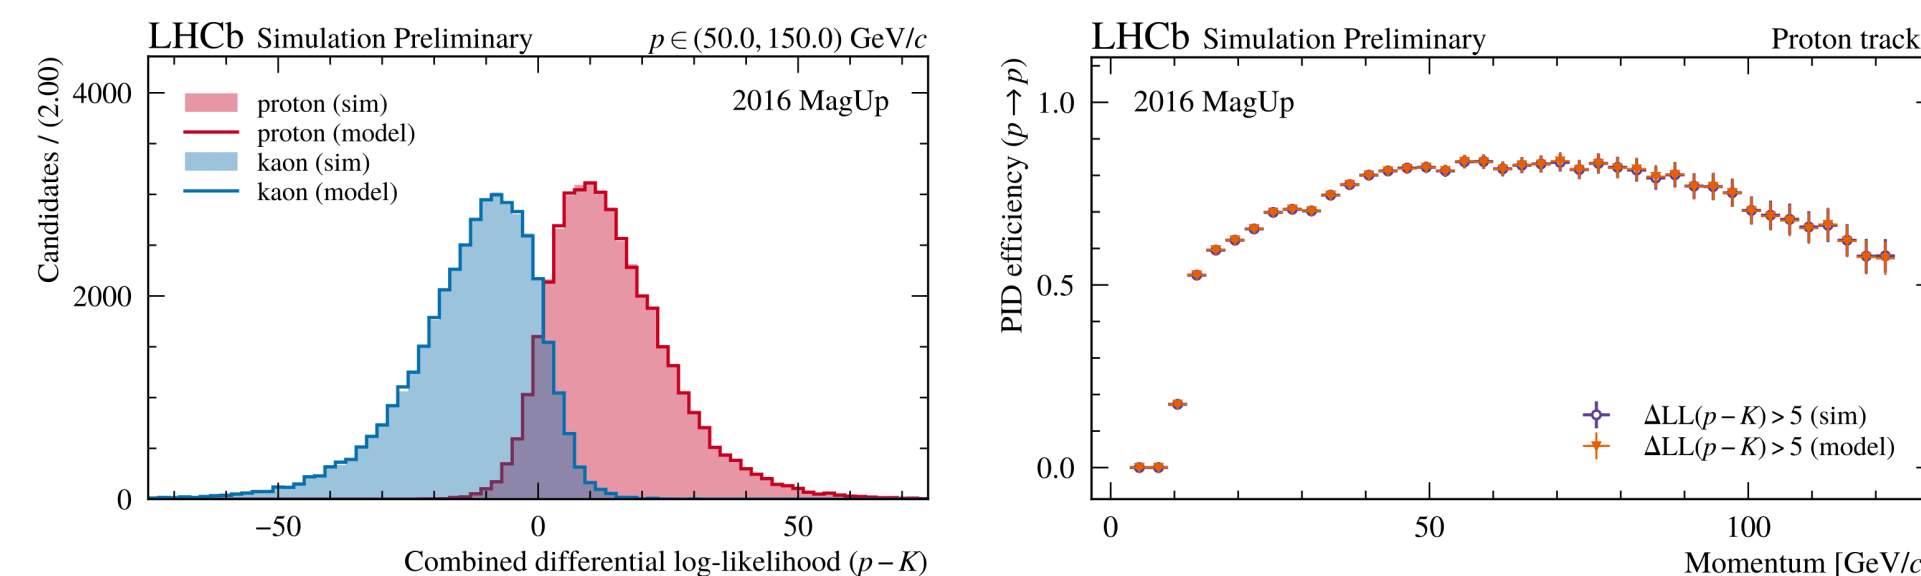 LHCb Simulation Preliminary p ∈ (50.0, 150.0) GeV/c
Candidates / (2.00)
4000
2000
0
proton (sim)
proton (model)
kaon (sim)
kaon (model)
2016 MagUp
−50 0 50
Combined differential log-likelihood (p − K)
LHCb Simulation Preliminary Proton track
PID efficiency (p → p)
1.0
0.5
0.0
2016 MagUp
ΔLL(p − K) > 5 (sim)
ΔLL(p − K) > 5 (model)
0 50 100
Momentum [GeV/c